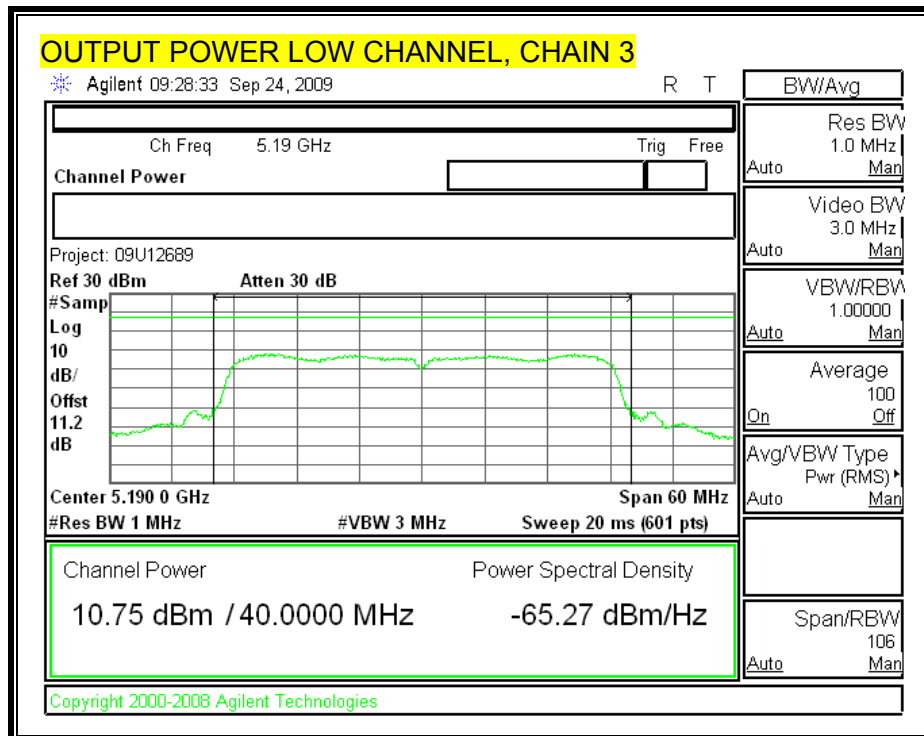 OUTPUT POWER LOW CHANNEL, CHAIN 3
Agilent 09:28:33 Sep 24, 2009 R T
Ch Freq 5.19 GHz Trig Free
Channel Power
Project: 09U12689
Ref 30 dBm Atten 30 dB
#Samp
Log
10
dB/
Offst
11.2
dB
Center 5.190 0 GHz Span 60 MHz
#Res BW 1 MHz #VBW 3 MHz Sweep 20 ms (601 pts)
Channel Power Power Spectral Density
10.75 dBm / 40.0000 MHz -65.27 dBm/Hz
Copyright 2000-2008 Agilent Technologies
BW/Avg
Res BW
1.0 MHz
Auto Man
Video BW
3.0 MHz
Auto Man
VBW/RBW
1.00000
Auto Man
Average
100
On Off
Avg/VBW Type
Pwr (RMS)
Auto Man
Span/RBW
106
Auto Man